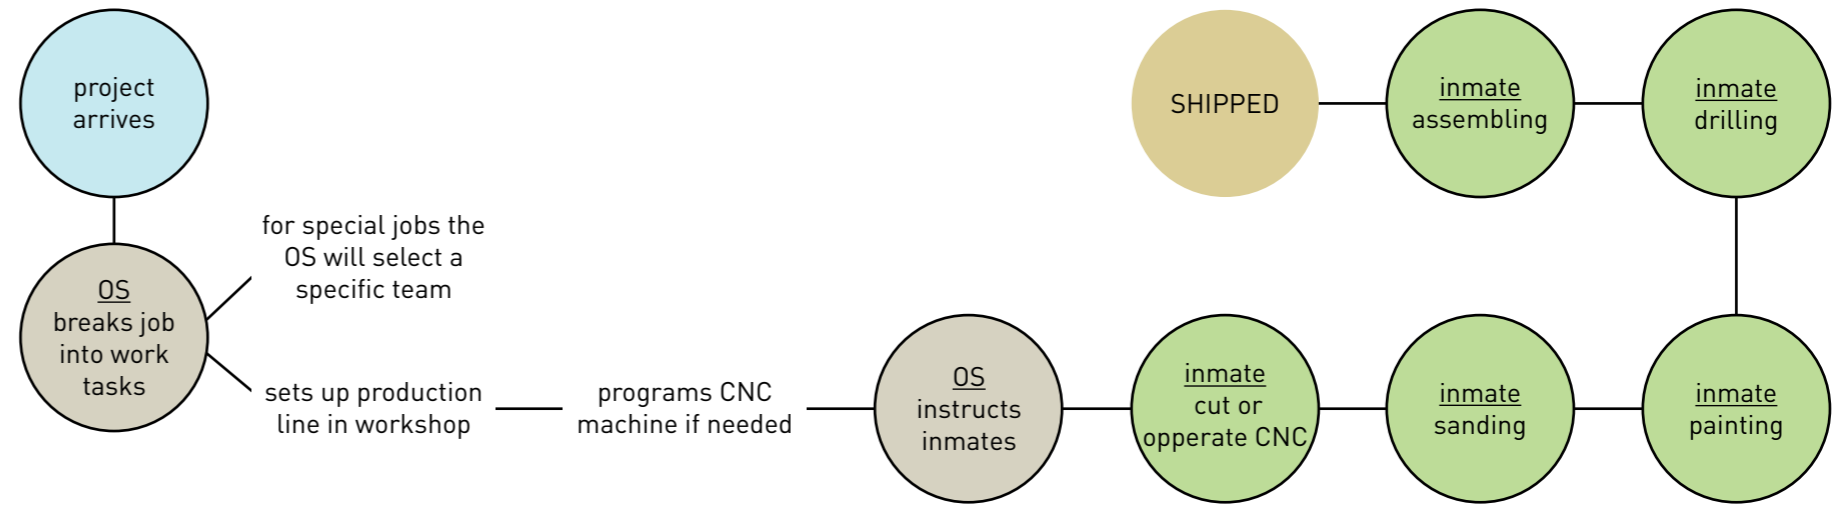 project
arrives
OS
breaks job
into work
tasks
for special jobs the
OS will select a
specific team
sets up production
line in workshop
programs CNC
machine if needed
OS
instructs
inmates
inmate
cut or
opperate CNC
inmate
sanding
inmate
painting
inmate
drilling
inmate
assembling
SHIPPED